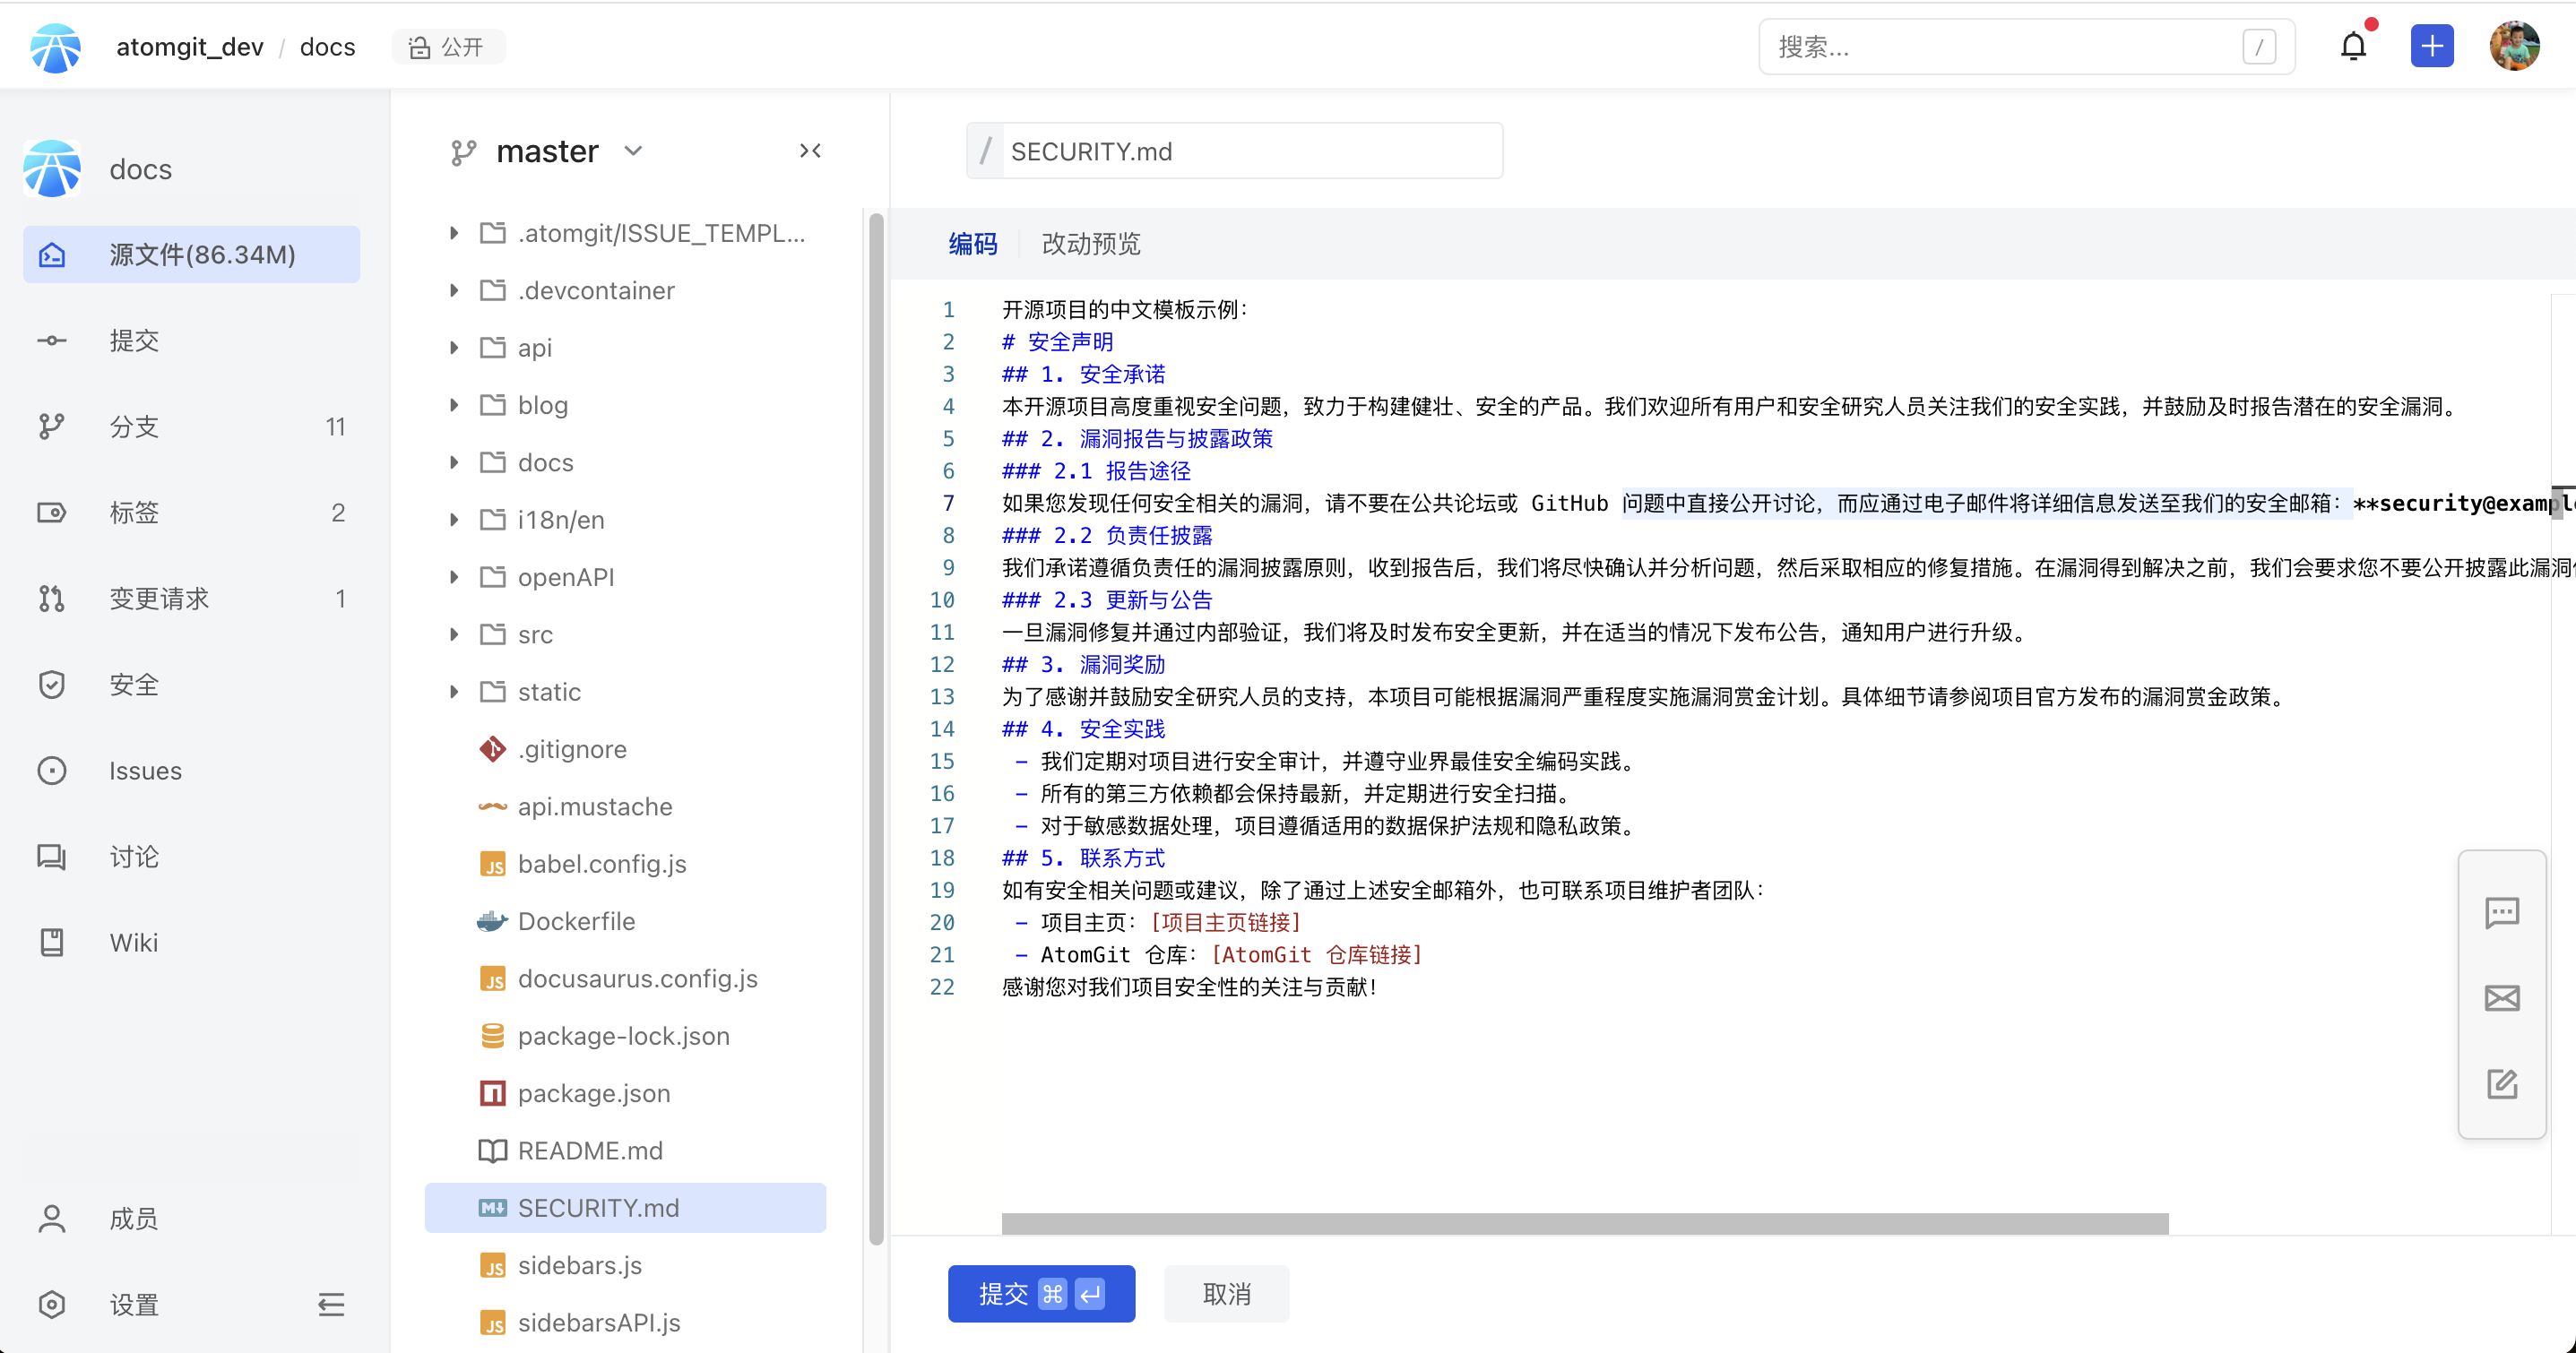 atomgit_dev / docs 公开
搜索... /
docs
源文件(86.34M)
提交
分支 11
标签 2
变更请求 1
安全
Issues
讨论
Wiki
成员
设置
master
.atomgit/ISSUE_TEMPL...
.devcontainer
api
blog
docs
i18n/en
openAPI
src
static
.gitignore
api.mustache
babel.config.js
Dockerfile
docusaurus.config.js
package-lock.json
package.json
README.md
SECURITY.md
sidebars.js
sidebarsAPI.js
/ SECURITY.md
编码 改动预览
1 开源项目的中文模板示例：
2 # 安全声明
3 ## 1. 安全承诺
4 本开源项目高度重视安全问题，致力于构建健壮、安全的产品。我们欢迎所有用户和安全研究人员关注我们的安全实践，并鼓励及时报告潜在的安全漏洞。
5 ## 2. 漏洞报告与披露政策
6 ### 2.1 报告途径
7 如果您发现任何安全相关的漏洞，请不要在公共论坛或 GitHub 问题中直接公开讨论，而应通过电子邮件将详细信息发送至我们的安全邮箱：**security@exampl
8 ### 2.2 负责任披露
9 我们承诺遵循负责任的漏洞披露原则，收到报告后，我们将尽快确认并分析问题，然后采取相应的修复措施。在漏洞得到解决之前，我们会要求您不要公开披露此漏洞
10 ### 2.3 更新与公告
11 一旦漏洞修复并通过内部验证，我们将及时发布安全更新，并在适当的情况下发布公告，通知用户进行升级。
12 ## 3. 漏洞奖励
13 为了感谢并鼓励安全研究人员的支持，本项目可能根据漏洞严重程度实施漏洞赏金计划。具体细节请参阅项目官方发布的漏洞赏金政策。
14 ## 4. 安全实践
15 - 我们定期对项目进行安全审计，并遵守业界最佳安全编码实践。
16 - 所有的第三方依赖都会保持最新，并定期进行安全扫描。
17 - 对于敏感数据处理，项目遵循适用的数据保护法规和隐私政策。
18 ## 5. 联系方式
19 如有安全相关问题或建议，除了通过上述安全邮箱外，也可联系项目维护者团队：
20 - 项目主页：[项目主页链接]
21 - AtomGit 仓库：[AtomGit 仓库链接]
22 感谢您对我们项目安全性的关注与贡献！
提交 ⌘ ↵ 取消